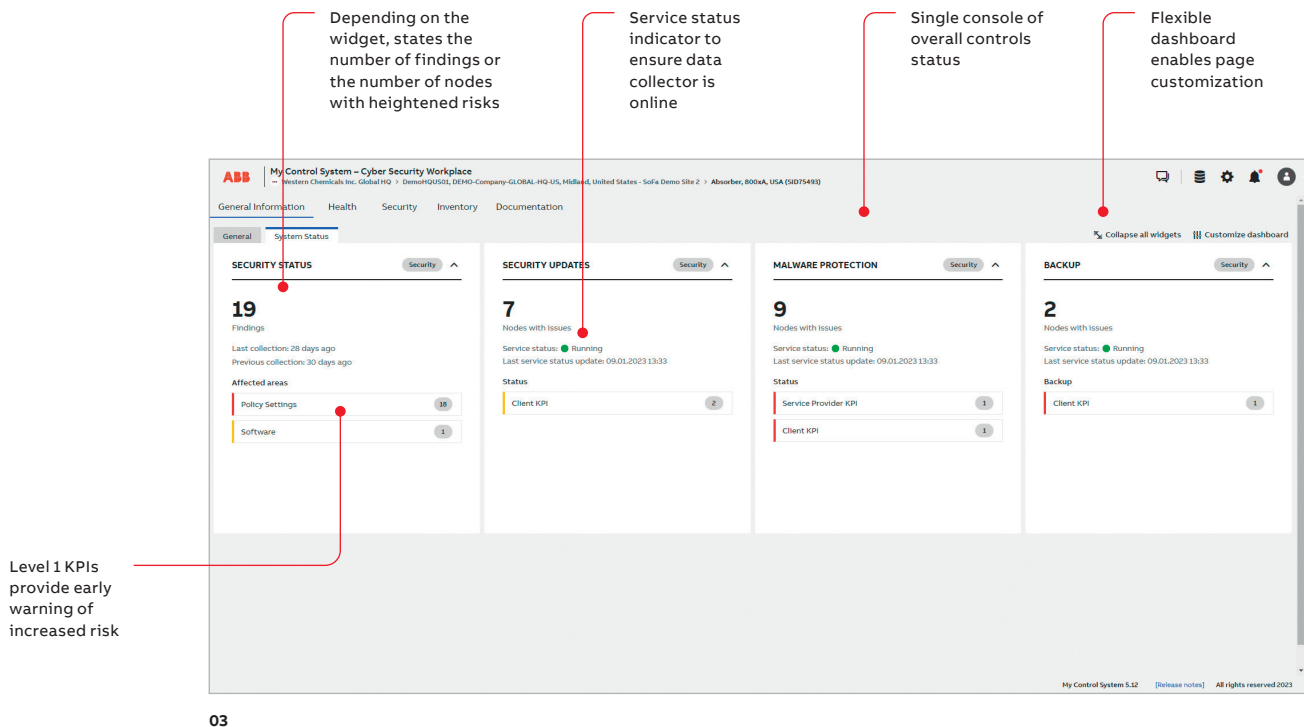 Depending on the
widget, states the
number of findings or
the number of nodes
with heightened risks
Service status
indicator to
ensure data
collector is
online
Single console of
overall controls
status
Flexible
dashboard
enables page
customization
ABB
My Control System – Cyber Security Workplace
... Western Chemicals Inc. Global HQ > DemoHQUS01, DEMO-Company-GLOBAL-HQ-US, Midland, United States - SoFa Demo Site 2 > Absorber, 800xA, USA (SID75493)
General Information Health Security Inventory Documentation
General System Status
Collapse all widgets Customize dashboard
SECURITY STATUS Security
19
Findings
Last collection: 28 days ago
Previous collection: 30 days ago
Affected areas
Policy Settings 18
Software 1
SECURITY UPDATES Security
7
Nodes with issues
Service status: Running
Last service status update: 09.01.2023 13:33
Status
Client KPI 2
MALWARE PROTECTION Security
9
Nodes with issues
Service status: Running
Last service status update: 09.01.2023 13:33
Status
Service Provider KPI 1
Client KPI 1
BACKUP Security
2
Nodes with issues
Service status: Running
Last service status update: 09.01.2023 13:33
Backup
Client KPI 1
Level 1 KPIs
provide early
warning of
increased risk
My Control System 5.12 [Release notes] All rights reserved 2023
03